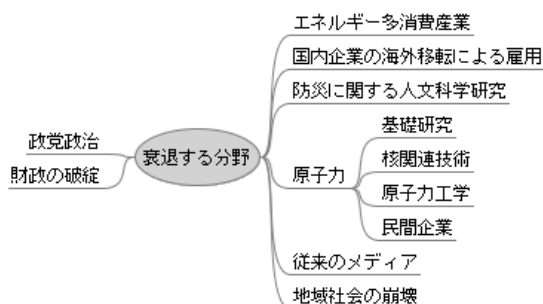 エネルギー多消費産業
国内企業の海外移転による雇用
防災に関する人文科学研究
基礎研究
政党政治
衰退する分野
核関連技術
財政の破綻
原子力
原子力工学
民間企業
従来のメディア
地域社会の崩壊